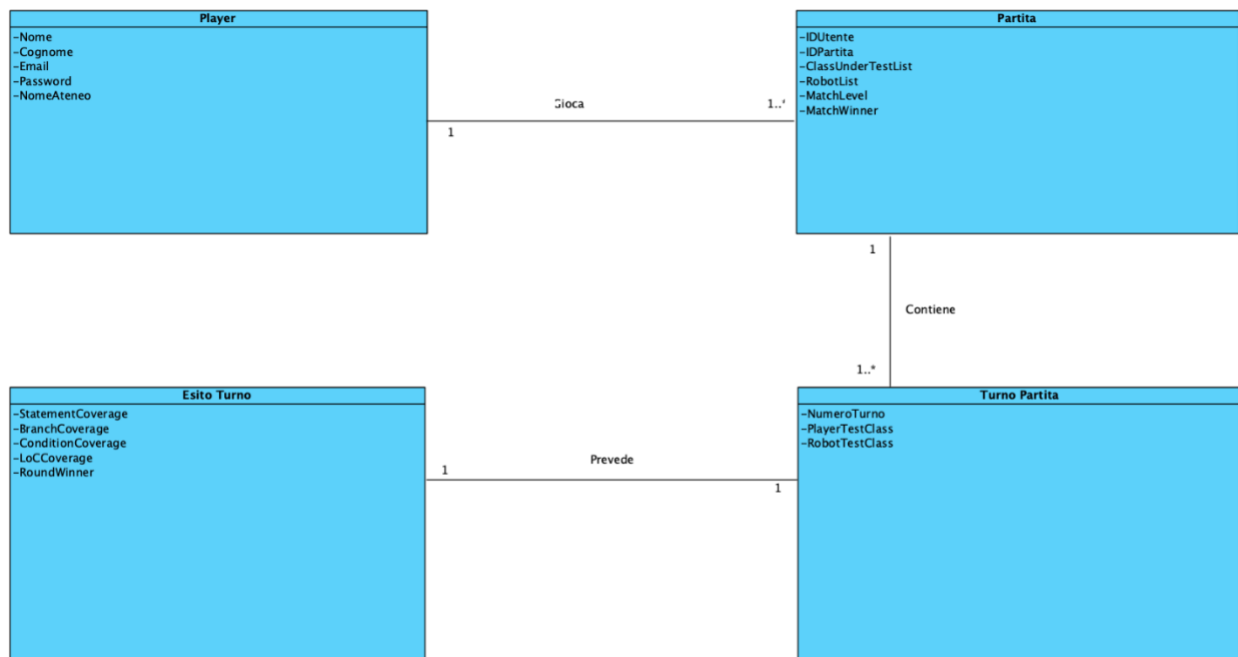 Player
-Nome
-Cognome
-Email
-Password
-NomeAteneo
Partita
-IDUtente
-IDPartita
-ClassUnderTestList
-RobotList
-MatchLevel
-MatchWinner
Gioca
1..*
1
1
Contiene
1..*
Esito Turno
-StatementCoverage
-BranchCoverage
-ConditionCoverage
-LoCCoverage
-RoundWinner
Turno Partita
-NumeroTurno
-PlayerTestClass
-RobotTestClass
Prevede
1
1